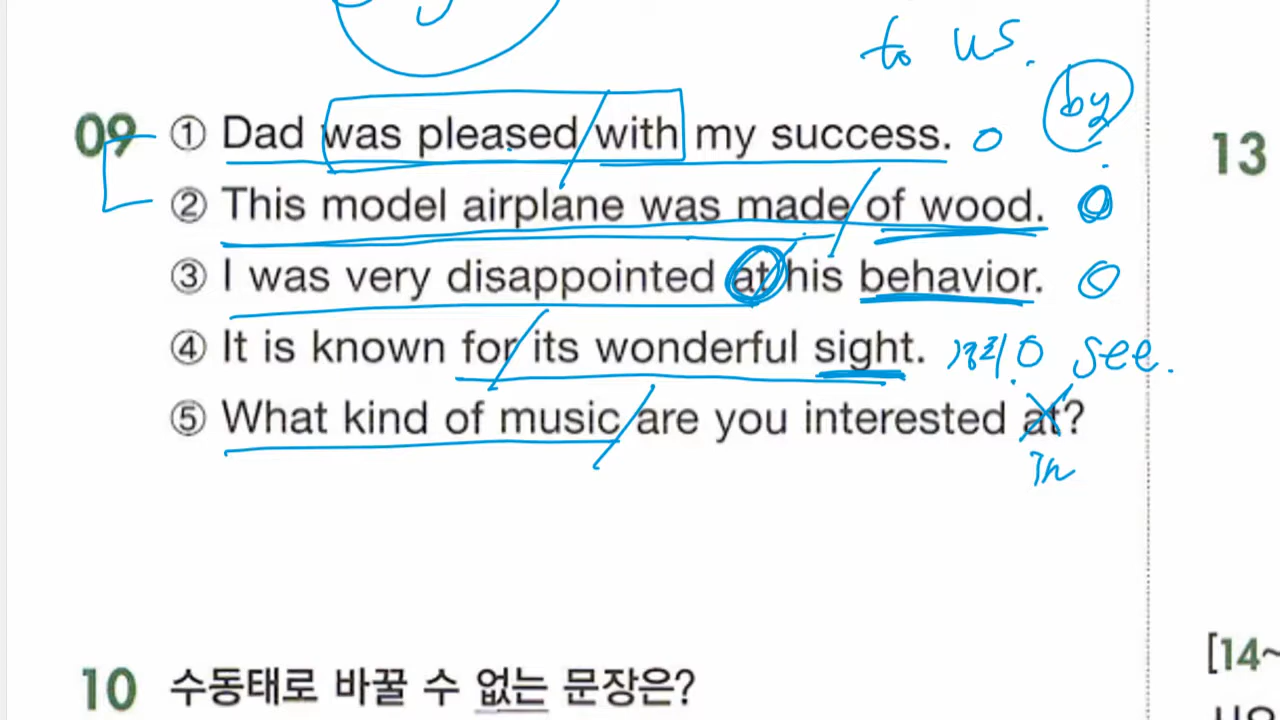 to us.
by
09 ① Dad was pleased with my success. O
② This model airplane was made of wood. O
③ I was very disappointed at his behavior. O
④ It is known for its wonderful sight. O see.
⑤ What kind of music are you interested at?
in
10 수동태로 바꿀 수 없는 문장은?
13
[14~